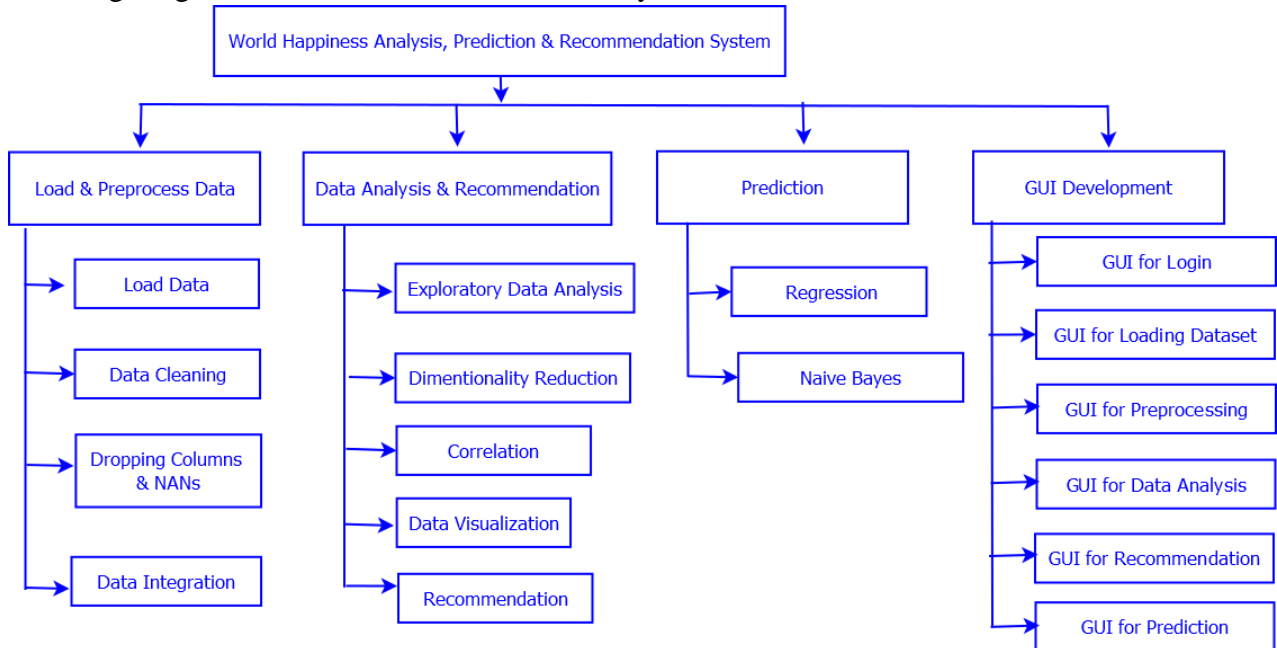 World Happiness Analysis, Prediction & Recommendation System
Load & Preprocess Data
Load Data
Data Cleaning
Dropping Columns
& NANs
Data Integration
Data Analysis & Recommendation
Exploratory Data Analysis
Dimentionality Reduction
Correlation
Data Visualization
Recommendation
Prediction
Regression
Naive Bayes
GUI Development
GUI for Login
GUI for Loading Dataset
GUI for Preprocessing
GUI for Data Analysis
GUI for Recommendation
GUI for Prediction